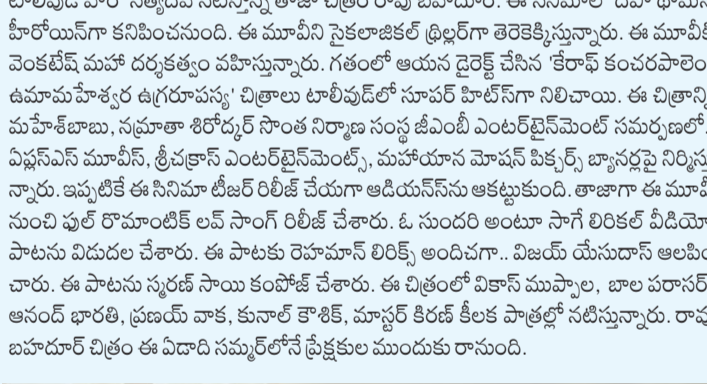 హీరోయిన్‌గా కనిపించనుంది. ఈ మూవీని సైకలాజికల్ థ్రిల్లర్‌గా తెరకెక్కిస్తున్నారు. ఈ మూవీకి
వెంకటేష్ మహా దర్శకత్వం వహిస్తున్నారు. గతంలో ఆయన డైరెక్ట్ చేసిన 'కేరాఫ్ కంచరపాలెం
ఉమామహేశ్వర ఉగ్రరూపస్య' చిత్రాలు టాలీవుడ్‌లో సూపర్ హిట్స్‌గా నిలిచాయి. ఈ చిత్రాన్ని
మహేశ్‌బాబు, నమ్రాతా శిరోద్కర్ సొంత నిర్మాణ సంస్థ జీఎంబీ ఎంటర్‌టైన్‌మెంట్ సమర్పణలో.
ఏప్లస్ఎస్ మూవీస్, శ్రీచక్రాస్ ఎంటర్‌టైన్‌మెంట్స్, మహాయాన మోషన్ పిక్చర్స్ బ్యానర్లపై నిర్మిస్తు
న్నారు. ఇప్పటికే ఈ సినిమా టీజర్ రిలీజ్ చేయగా ఆడియన్స్‌ను ఆకట్టుకుంది. తాజాగా ఈ మూవీ
నుంచి ఫుల్ రొమాంటిక్ లవ్ సాంగ్ రిలీజ్ చేశారు. ఓ సుందరి అంటూ సాగే లిరికల్ వీడియో
పాటను విడుదల చేశారు. ఈ పాటకు రెహమాన్ లిరిక్స్ అందిచగా.. విజయ్ యేసుదాస్ ఆలపిం
చారు. ఈ పాటను స్మరణ్ సాయి కంపోజ్ చేశారు. ఈ చిత్రంలో వికాస్ ముప్పాల, బాల పరాసర్
ఆనంద్ భారతి, ప్రణయ్ వాక, కునాల్ కౌశిక్, మాస్టర్ కిరణ్ కీలక పాత్రల్లో నటిస్తున్నారు. రావు
బహదూర్ చిత్రం ఈ ఏడాది సమ్మర్‌లోనే ప్రేక్షకుల ముందుకు రానుంది.